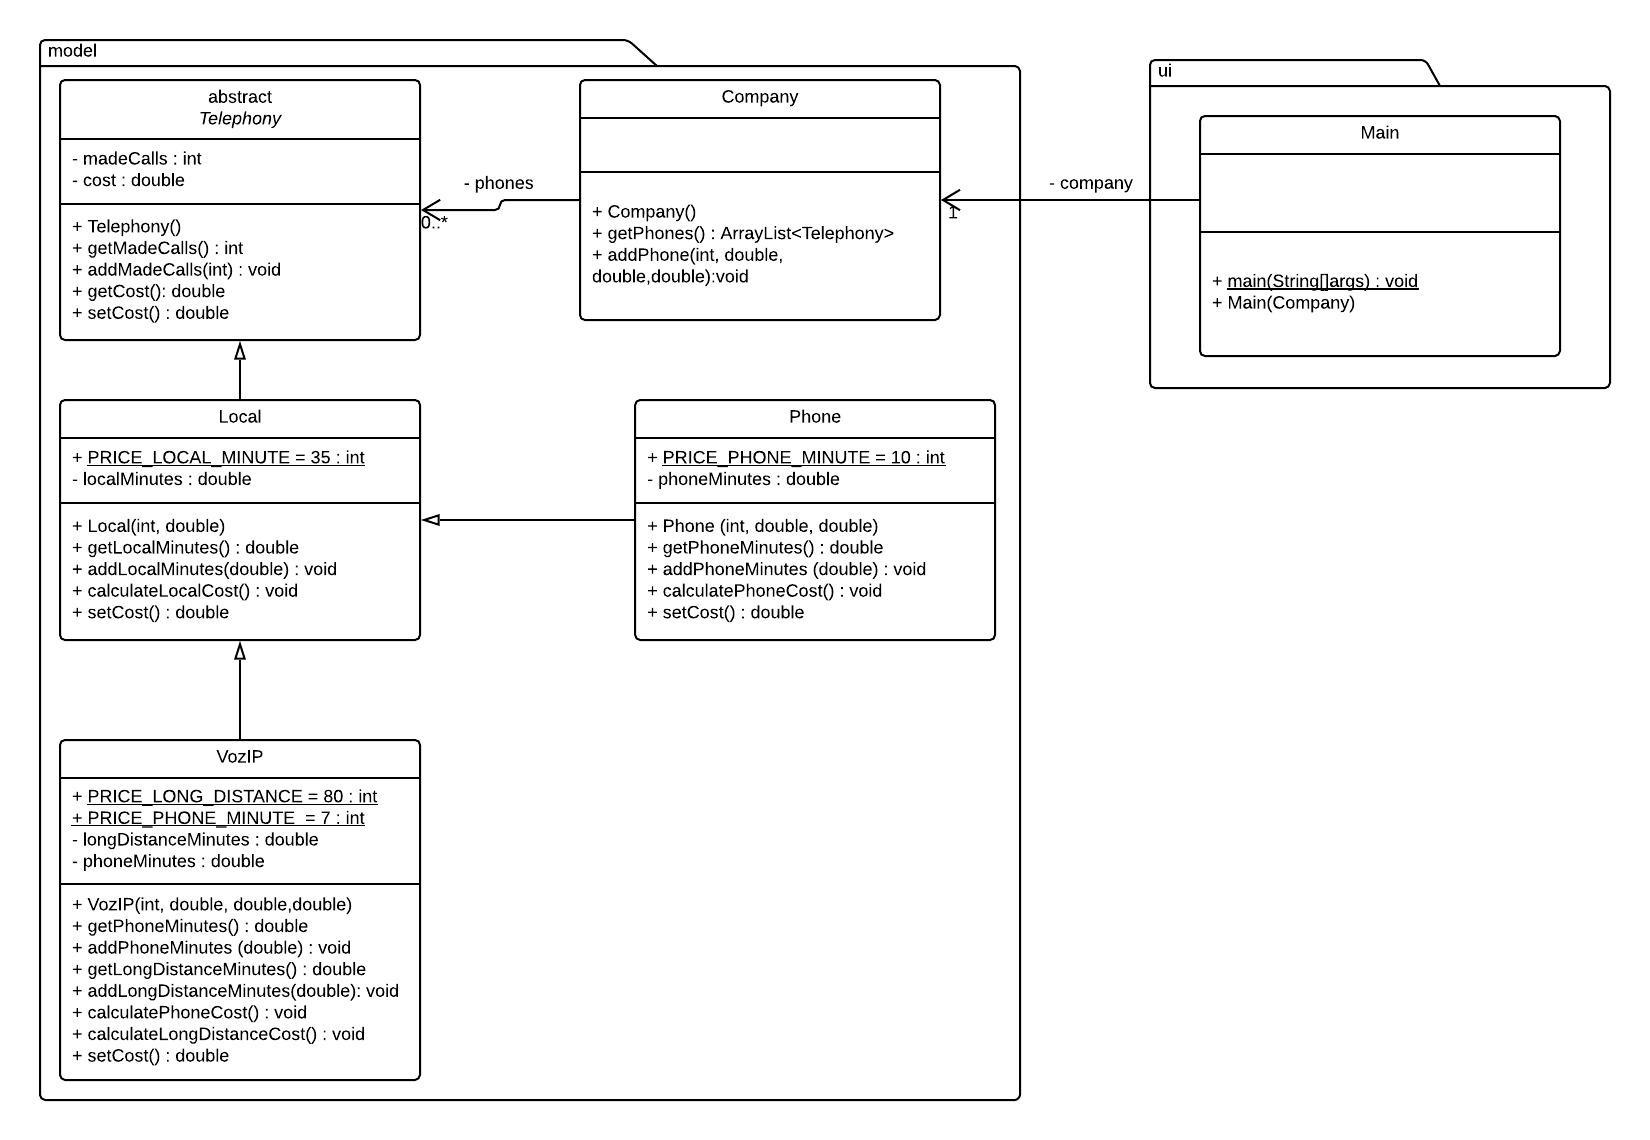 model
abstract
Telephony
- madeCalls : int
- cost : double
+ Telephony()
+ getMadeCalls() : int
+ addMadeCalls(int) : void
+ getCost(): double
+ setCost() : double
- phones
0..*
Company
+ Company()
+ getPhones() : ArrayList<Telephony>
+ addPhone(int, double,
double,double):void
- company
1
ui
Main
+ main(String[]args) : void
+ Main(Company)
Local
+ PRICE_LOCAL_MINUTE = 35 : int
- localMinutes : double
+ Local(int, double)
+ getLocalMinutes() : double
+ addLocalMinutes(double) : void
+ calculateLocalCost() : void
+ setCost() : double
Phone
+ PRICE_PHONE_MINUTE = 10 : int
- phoneMinutes : double
+ Phone (int, double, double)
+ getPhoneMinutes() : double
+ addPhoneMinutes (double) : void
+ calculatePhoneCost() : void
+ setCost() : double
VozIP
+ PRICE_LONG_DISTANCE = 80 : int
+ PRICE_PHONE_MINUTE  = 7 : int
- longDistanceMinutes : double
- phoneMinutes : double
+ VozIP(int, double, double,double)
+ getPhoneMinutes() : double
+ addPhoneMinutes (double) : void
+ getLongDistanceMinutes() : double
+ addLongDistanceMinutes(double): void
+ calculatePhoneCost() : void
+ calculateLongDistanceCost() : void
+ setCost() : double